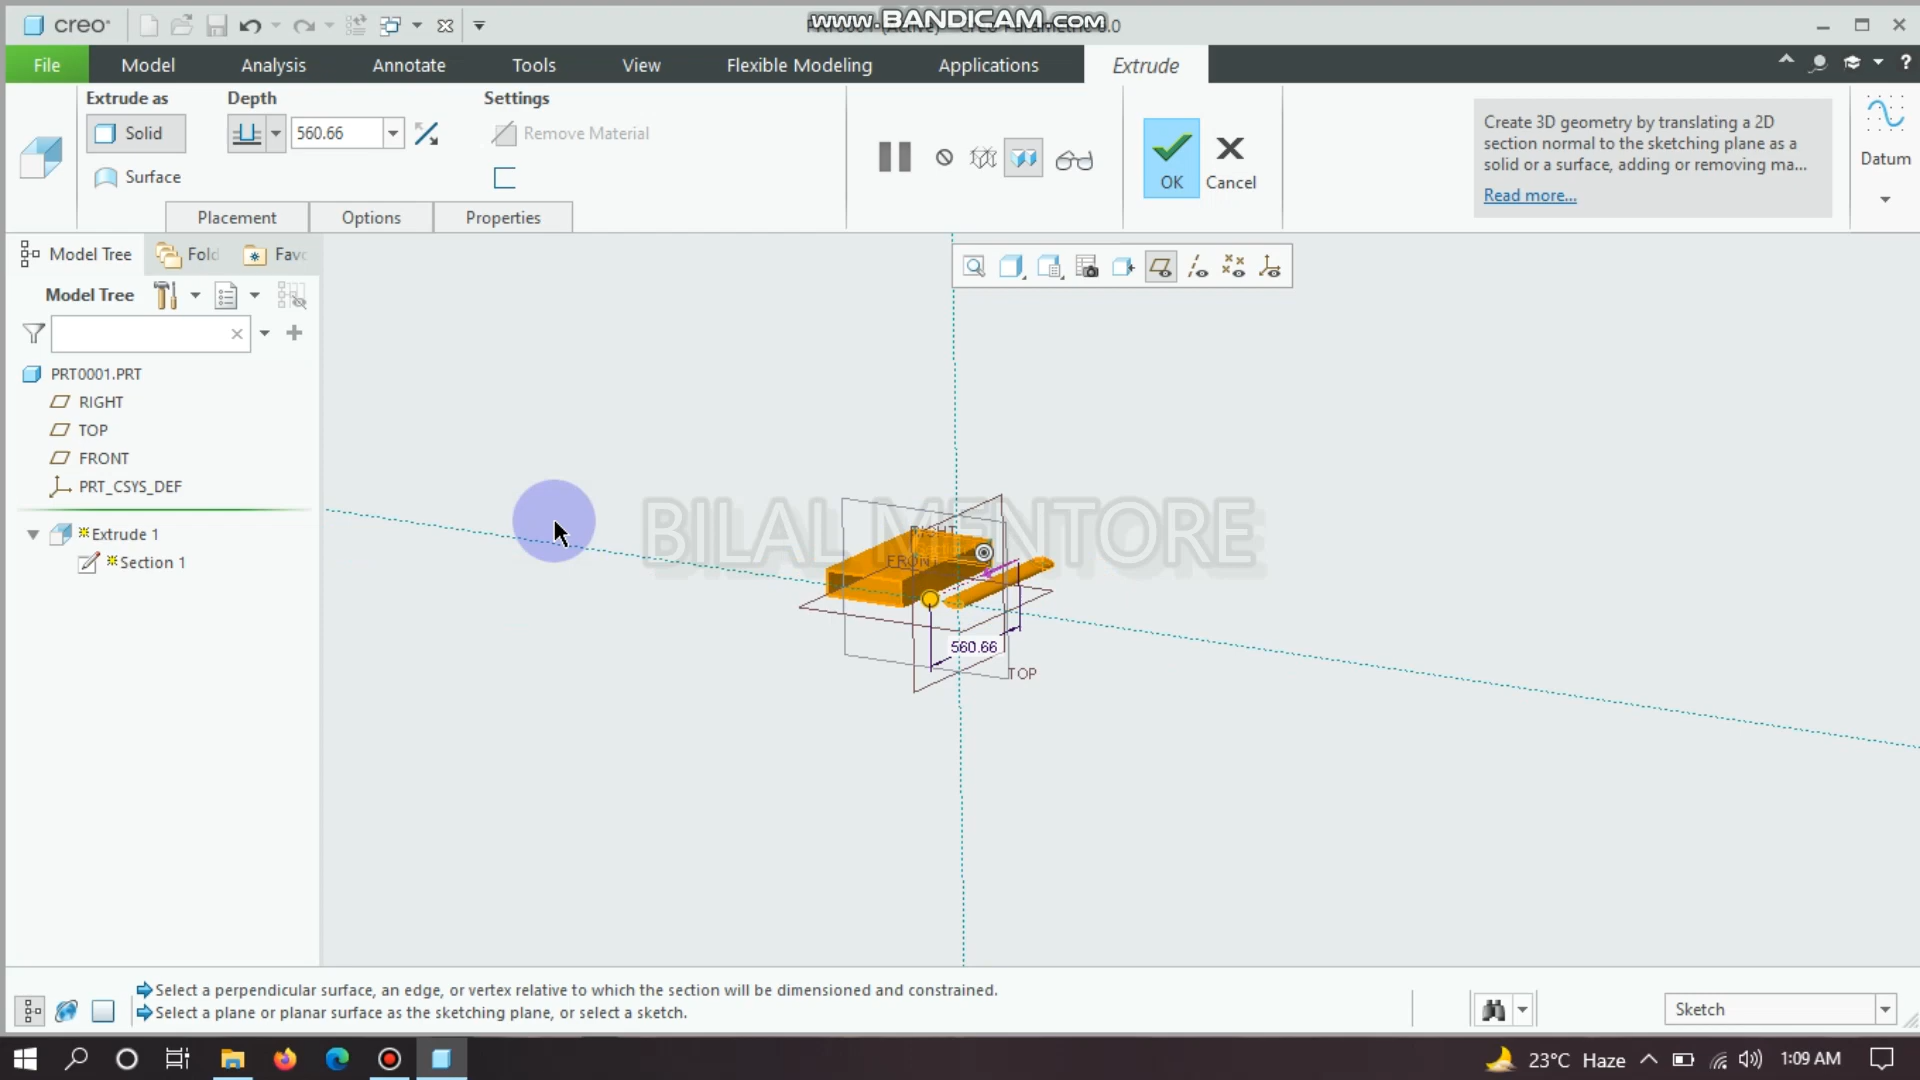 creo
www.BANDICAM.com
File
Model
Analysis
Annotate
Tools
View
Flexible Modeling
Applications
Extrude
?
Extrude as
Depth
Settings
Solid
560.66
Remove Material
Surface
OK
Cancel
Create 3D geometry by translating a 2D
section normal to the sketching plane as a
solid or a surface, adding or removing ma...
Read more...
Datum
Placement
Options
Properties
Model Tree
Fold
Favo
Model Tree
PRT0001.PRT
RIGHT
TOP
FRONT
PRT_CSYS_DEF
Extrude 1
Section 1
BILAL MENTORE
RIGHT
FRONT
560.66
TOP
Select a perpendicular surface, an edge, or vertex relative to which the section will be dimensioned and constrained.
Select a plane or planar surface as the sketching plane, or select a sketch.
Sketch
23°C Haze
1:09 AM